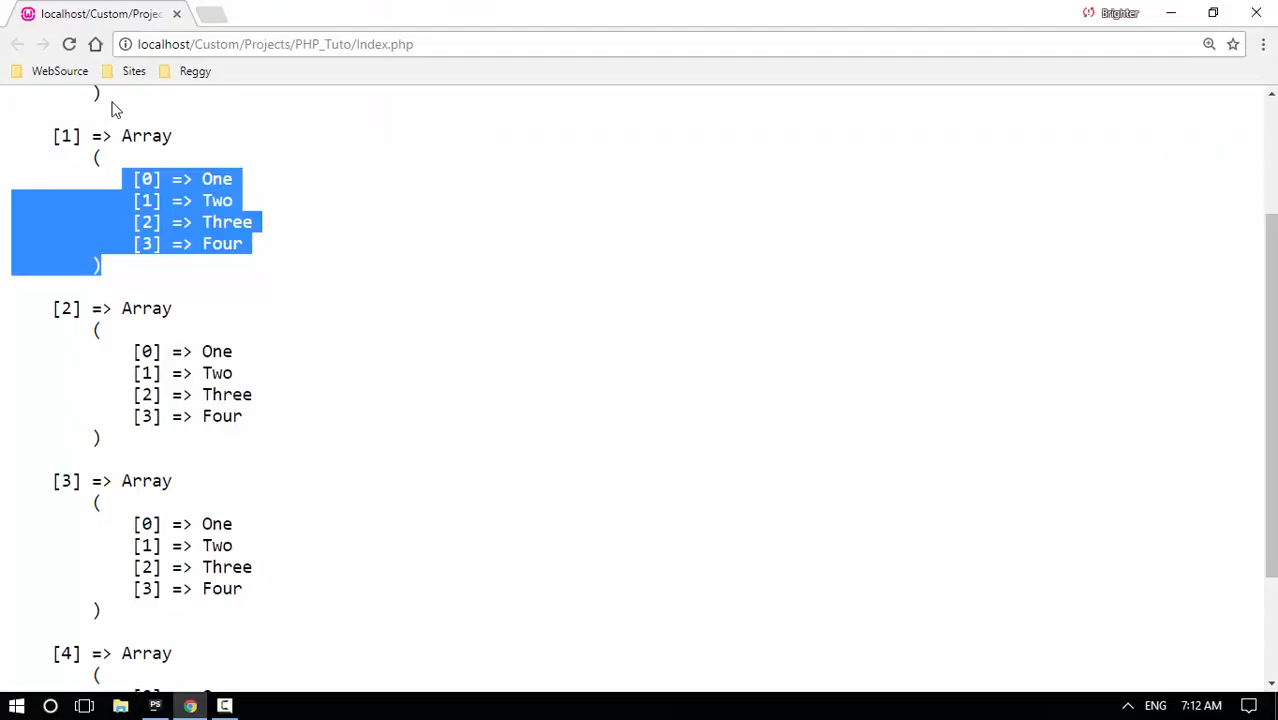 localhost/Custom/Projec
Brighter
localhost/Custom/Projects/PHP_Tuto/Index.php
WebSource Sites Reggy
)
[1] => Array
(
[0] => One
[1] => Two
[2] => Three
[3] => Four
)
[2] => Array
(
[0] => One
[1] => Two
[2] => Three
[3] => Four
)
[3] => Array
(
[0] => One
[1] => Two
[2] => Three
[3] => Four
)
[4] => Array
(
ENG 7:12 AM